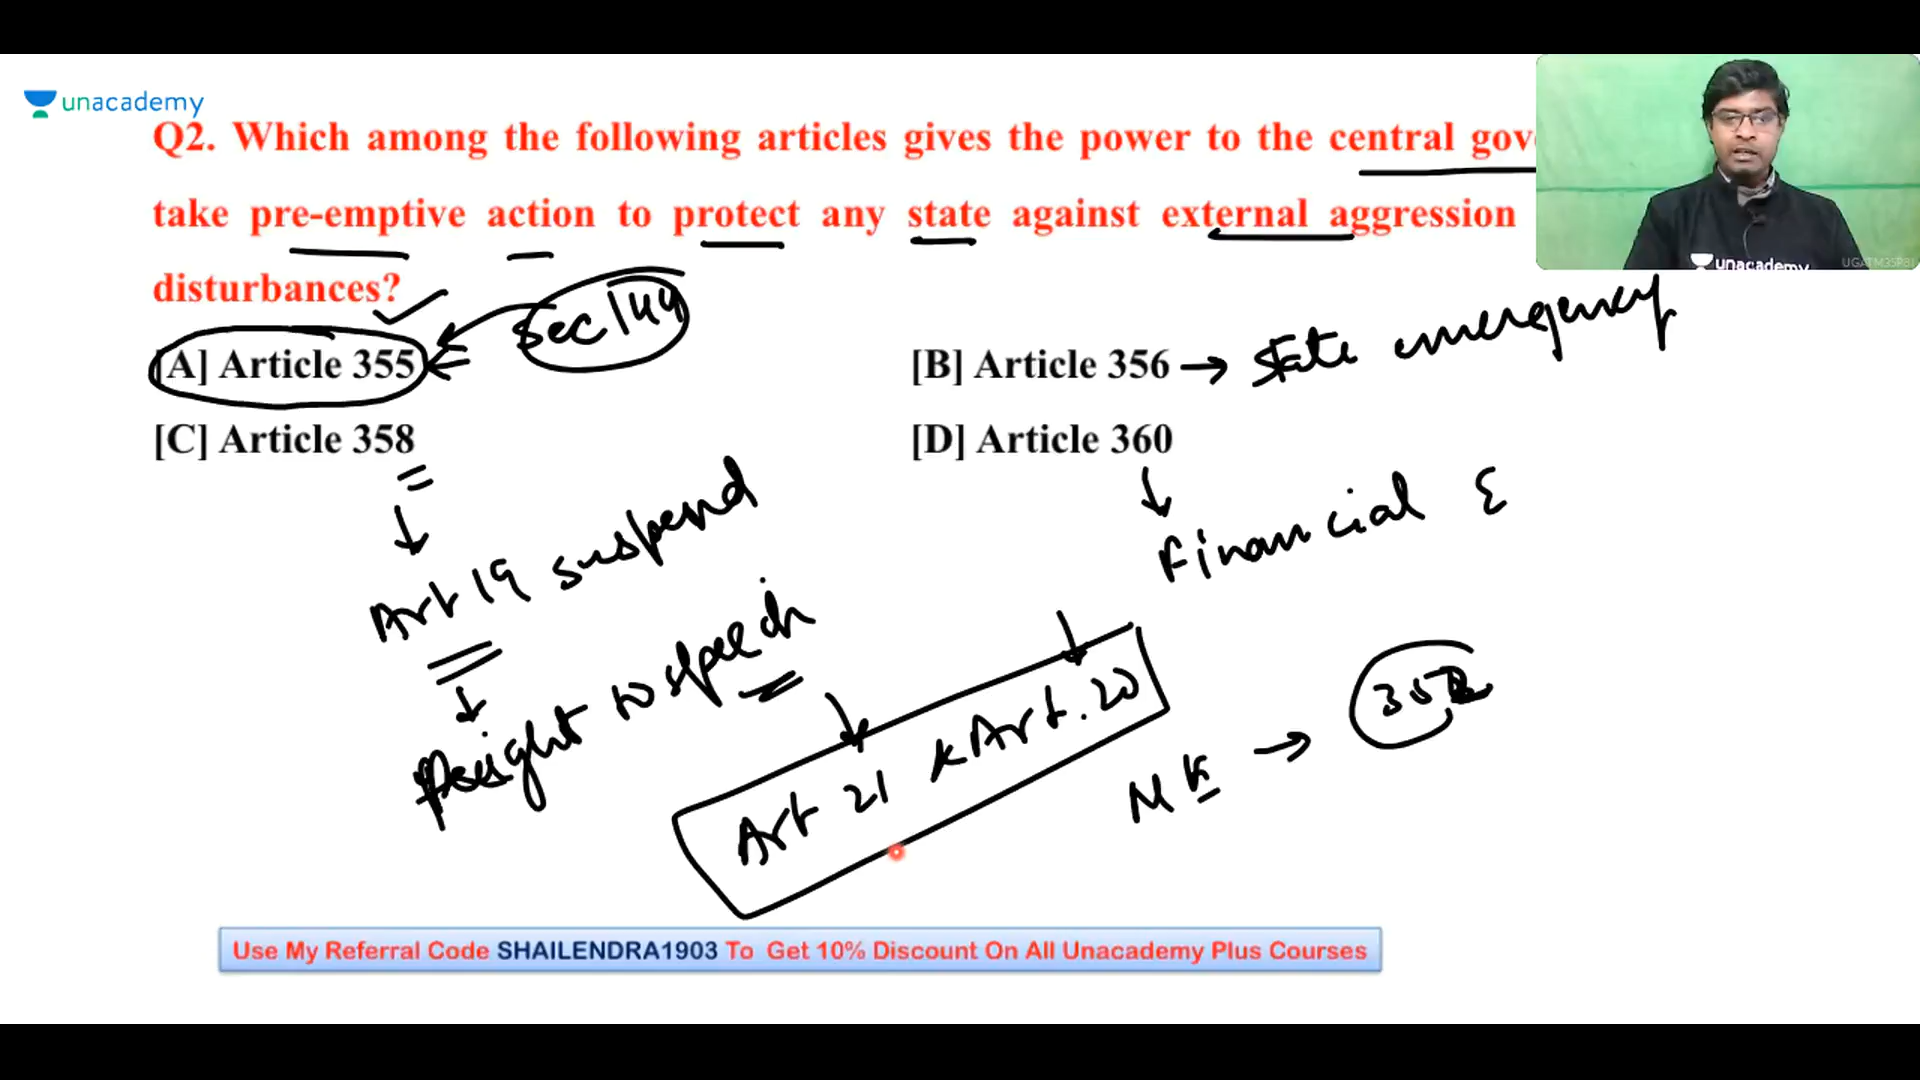 unacademy
Q2. Which among the following articles gives the power to the central gov
take pre-emptive action to protect any state against external aggression
disturbances?
Sec 144
[A] Article 355
[B] Article 356 → State emergency
[C] Article 358
[D] Article 360
Art 19 suspend
Financial E
Right to speech
Art 21 & Art. 20
→ 352
unacademy
Use My Referral Code SHAILENDRA1903 To Get 10% Discount On All Unacademy Plus Courses